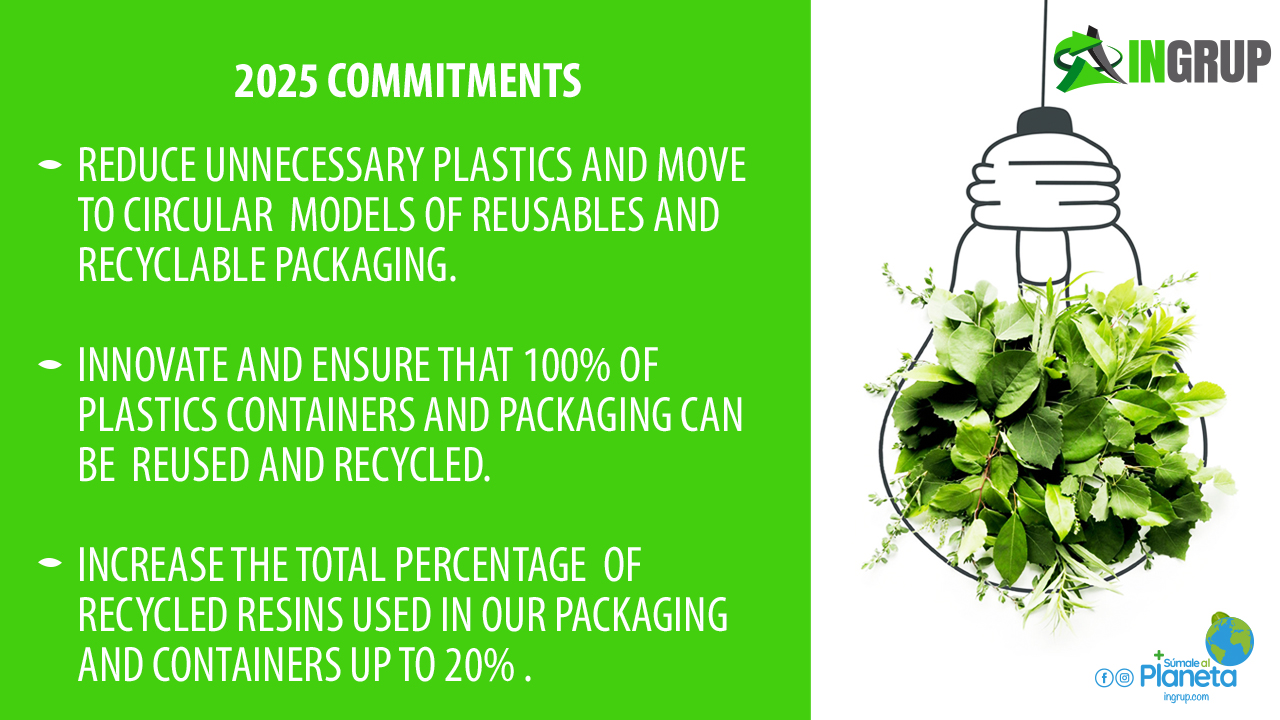 2025 COMMITMENTS
REDUCE UNNECESSARY PLASTICS AND MOVE
TO CIRCULAR MODELS OF REUSABLES AND
RECYCLABLE PACKAGING.
INNOVATE AND ENSURE THAT 100% OF
PLASTICS CONTAINERS AND PACKAGING CAN
BE REUSED AND RECYCLED.
INCREASE THE TOTAL PERCENTAGE OF
RECYCLED RESINS USED IN OUR PACKAGING
AND CONTAINERS UP TO 20% .
INGRUP
+
Súmale al
Planeta
ingrup.com